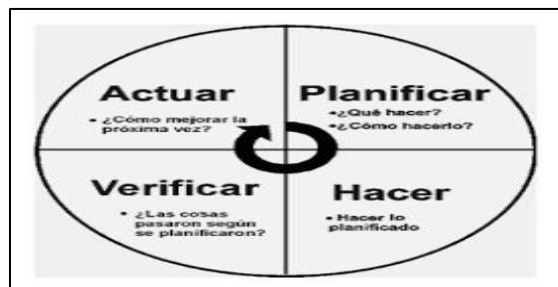 Actuar
• ¿Cómo mejorar la
próxima vez?
Planificar
•¿Qué hacer?
•¿Cómo hacerlo?
Verificar
• ¿Las cosas
pasaron según
se planificaron?
Hacer
• Hacer lo
planificado